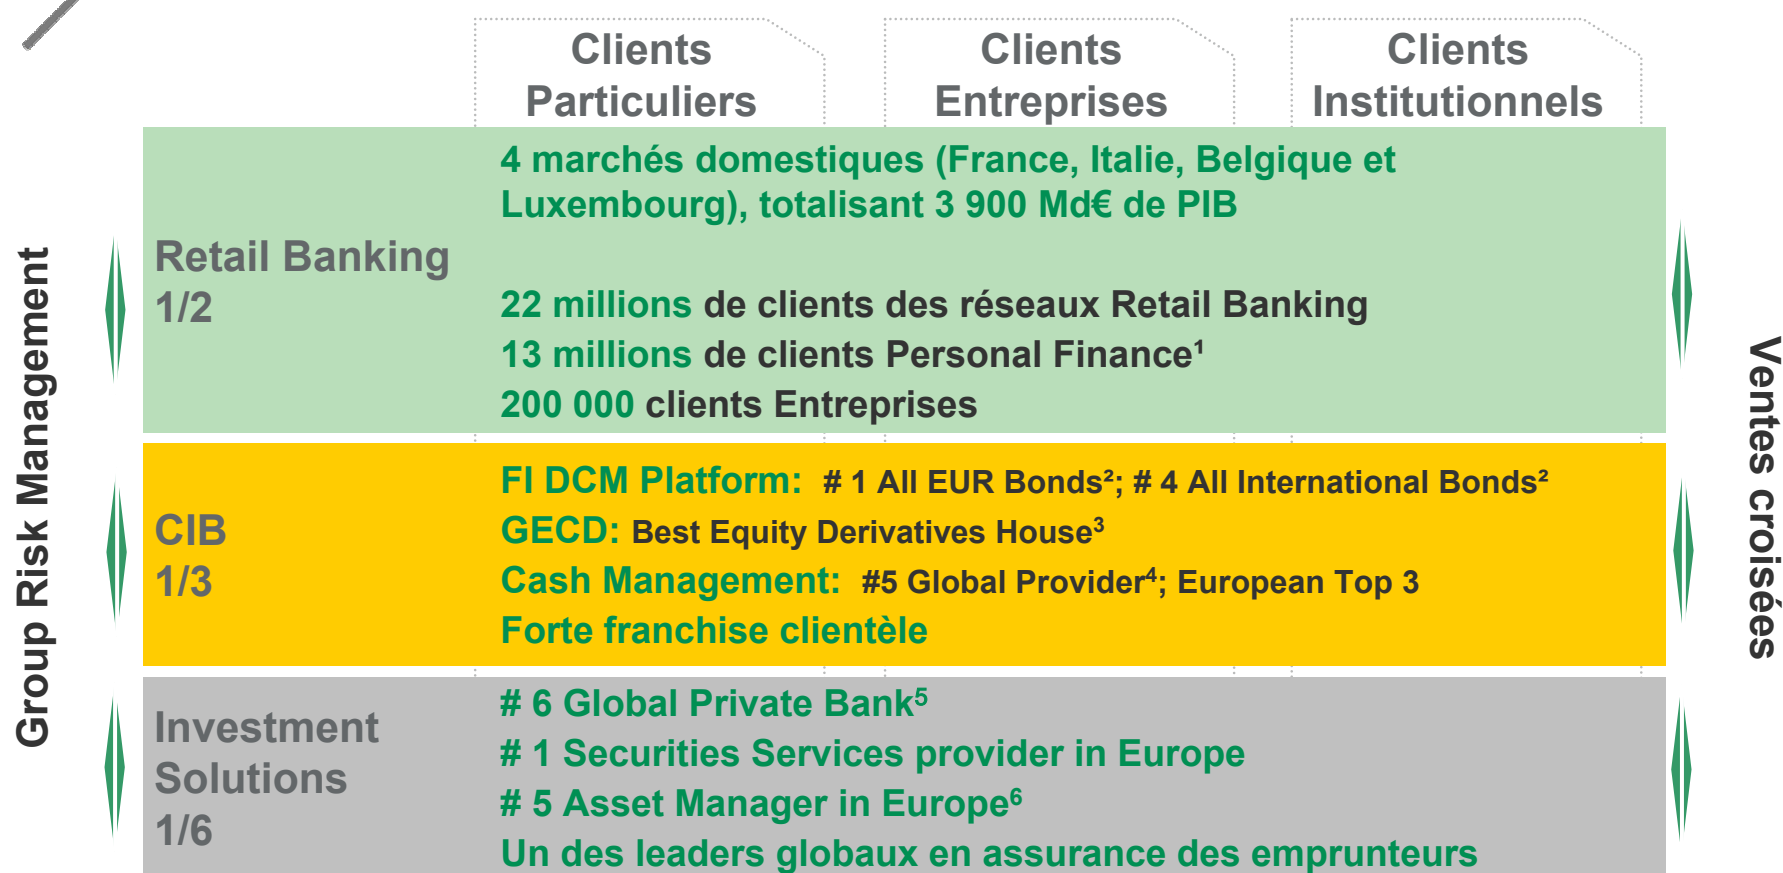 Clients
Particuliers
Clients
Entreprises
Clients
Institutionnels
Group Risk Management
Retail Banking
1/2
4 marchés domestiques (France, Italie, Belgique et
Luxembourg), totalisant 3 900 Md€ de PIB
22 millions de clients des réseaux Retail Banking
13 millions de clients Personal Finance¹
200 000 clients Entreprises
CIB
1/3
FI DCM Platform: # 1 All EUR Bonds²; # 4 All International Bonds²
GECD: Best Equity Derivatives House³
Cash Management: #5 Global Provider⁴; European Top 3
Forte franchise clientèle
Investment
Solutions
1/6
# 6 Global Private Bank⁵
# 1 Securities Services provider in Europe
# 5 Asset Manager in Europe⁶
Un des leaders globaux en assurance des emprunteurs
Ventes croisées